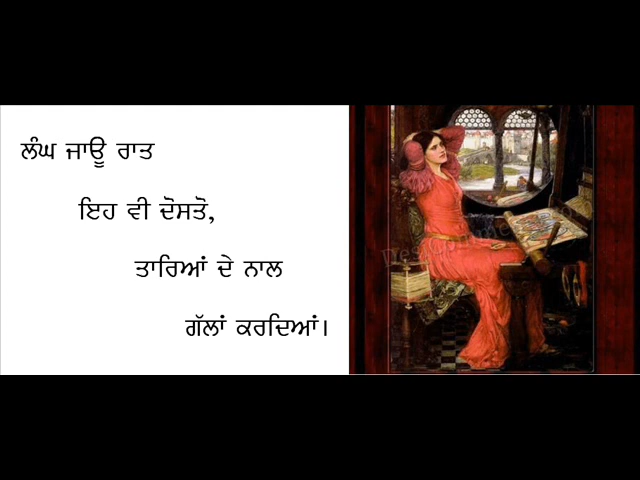 ਲੰਘ ਜਾਊ ਰਾਤ
ਇਹ ਵੀ ਦੋਸਤੋ,
ਤਾਰਿਆਂ ਦੇ ਨਾਲ
ਗੱਲਾਂ ਕਰਦਿਆਂ।